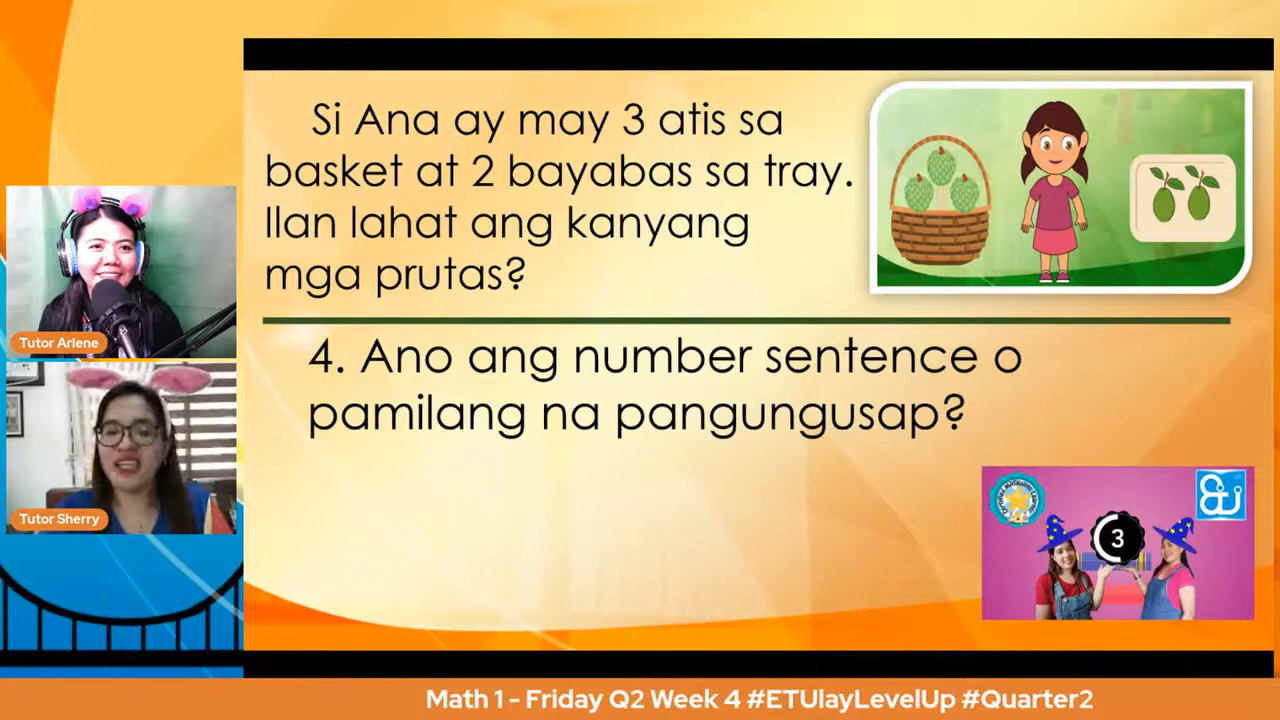 Si Ana ay may 3 atis sa
basket at 2 bayabas sa tray.
Ilan lahat ang kanyang
mga prutas?
4. Ano ang number sentence o
pamilang na pangungusap?
Tutor Arlene
Tutor Sherry
3
Math 1 - Friday Q2 Week 4 #ETUlayLevelUp #Quarter2